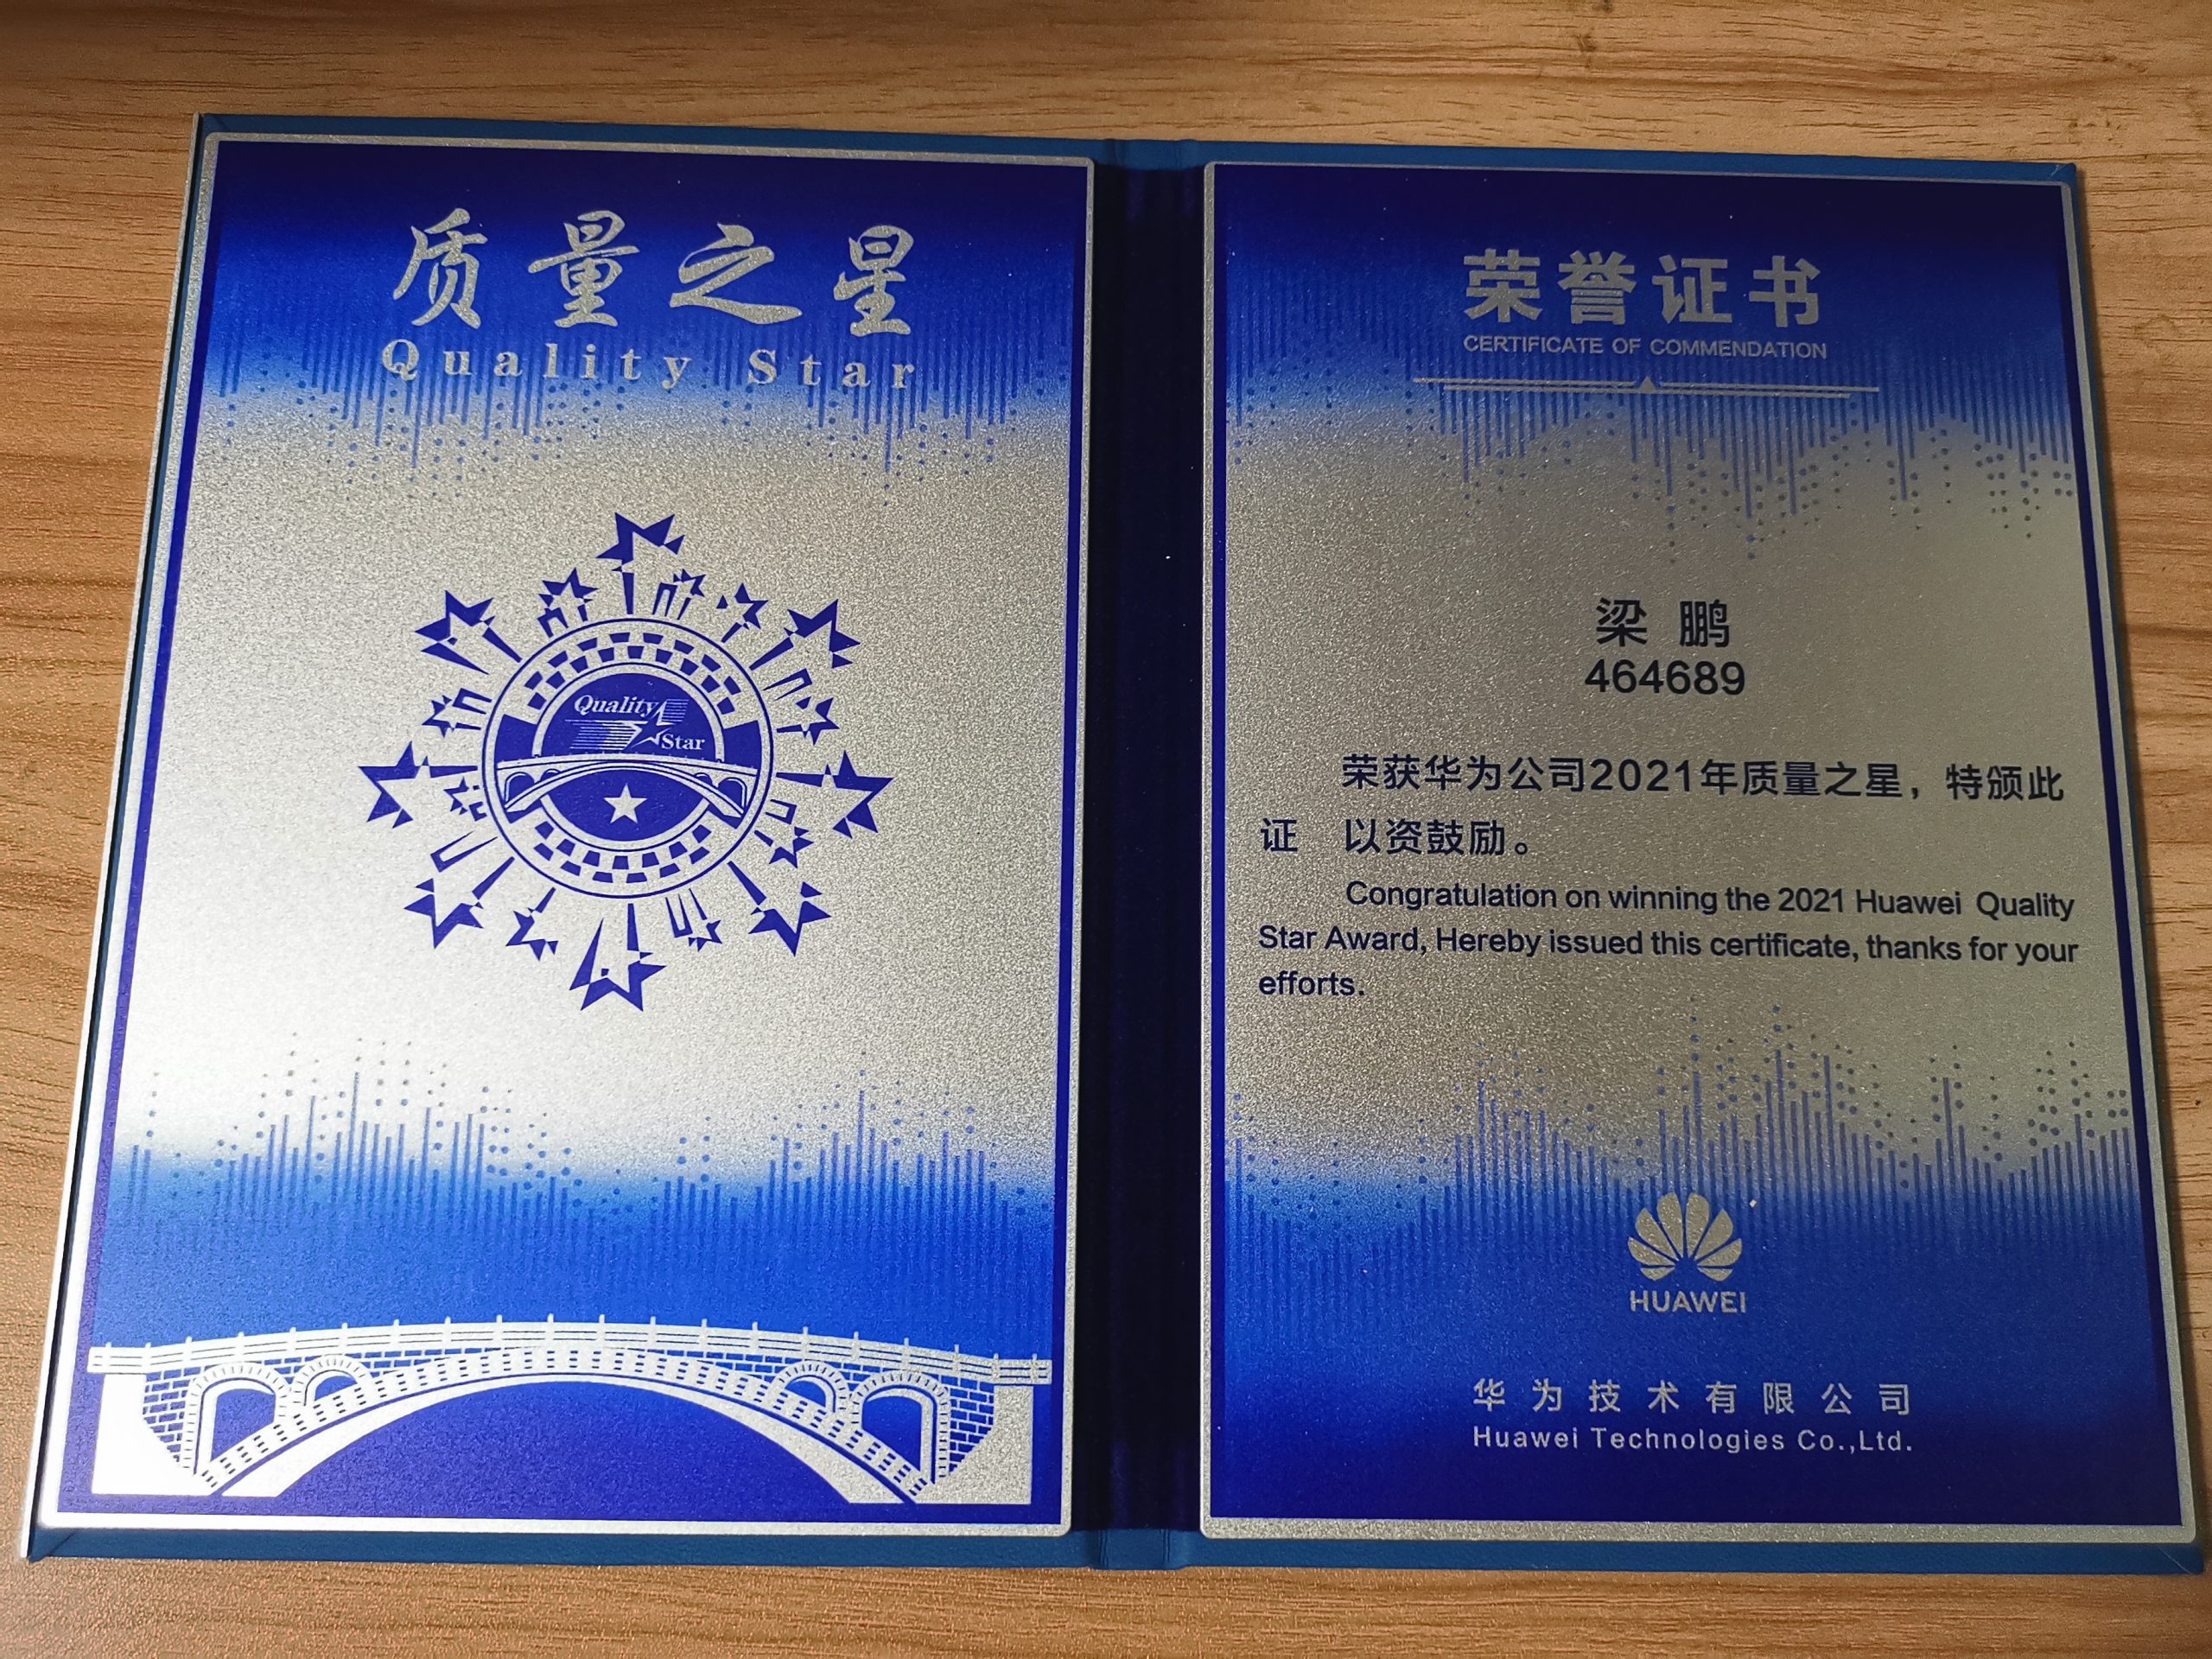 质量之星
Quality Star
Quality
Star
荣誉证书
CERTIFICATE OF COMMENDATION
梁 鹏
464689
荣获华为公司2021年质量之星，特颁此
证 以资鼓励。
Congratulation on winning the 2021 Huawei Quality
Star Award, Hereby issued this certificate, thanks for your
efforts.
HUAWEI
华为技术有限公司
Huawei Technologies Co.,Ltd.